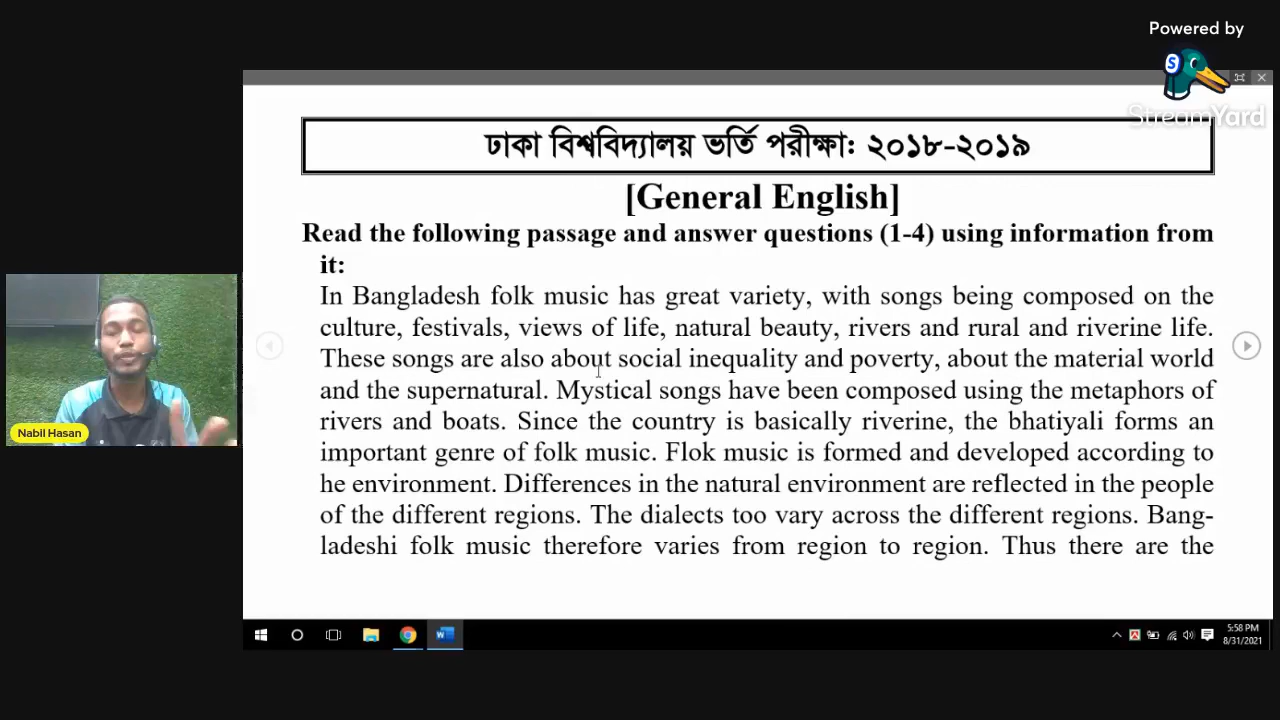 Powered by
StreamYard
ঢাকা বিশ্ববিদ্যালয় ভর্তি পরীক্ষা: ২০১৮-২০১৯
[General English]
Read the following passage and answer questions (1-4) using information from
it:
In Bangladesh folk music has great variety, with songs being composed on the
culture, festivals, views of life, natural beauty, rivers and rural and riverine life.
These songs are also about social inequality and poverty, about the material world
and the supernatural. Mystical songs have been composed using the metaphors of
rivers and boats. Since the country is basically riverine, the bhatiyali forms an
important genre of folk music. Flok music is formed and developed according to
he environment. Differences in the natural environment are reflected in the people
of the different regions. The dialects too vary across the different regions. Bang-
ladeshi folk music therefore varies from region to region. Thus there are the
Nabil Hasan
5:58 PM
8/31/2021